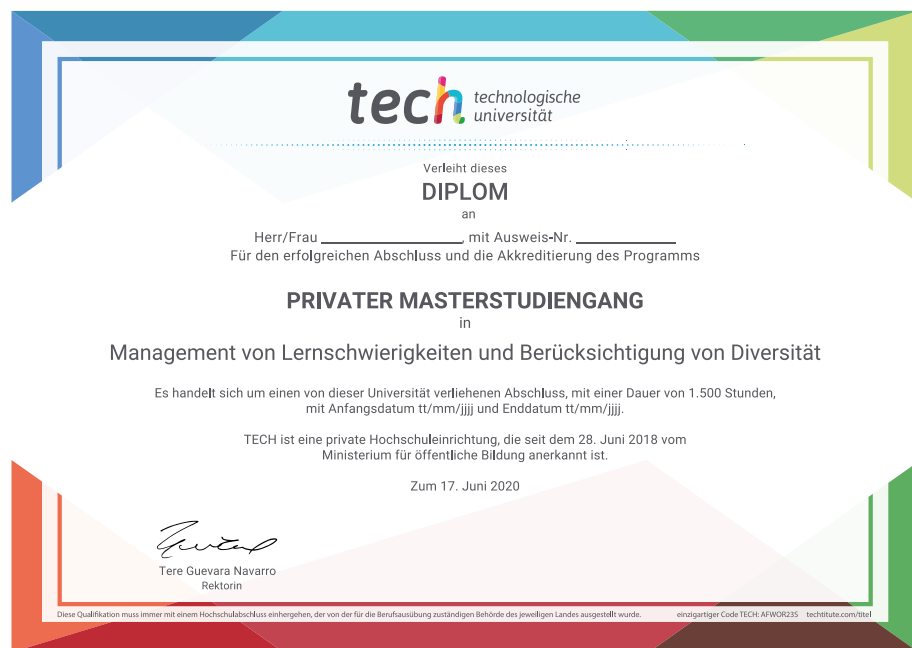 tech technologische
universität
Verleiht dieses
DIPLOM
an
Herr/Frau ____________________, mit Ausweis-Nr. ______________
Für den erfolgreichen Abschluss und die Akkreditierung des Programms
PRIVATER MASTERSTUDIENGANG
in
Management von Lernschwierigkeiten und Berücksichtigung von Diversität
Es handelt sich um einen von dieser Universität verliehenen Abschluss, mit einer Dauer von 1.500 Stunden,
mit Anfangsdatum tt/mm/jjjj und Enddatum tt/mm/jjjj.
TECH ist eine private Hochschuleinrichtung, die seit dem 28. Juni 2018 vom
Ministerium für öffentliche Bildung anerkannt ist.
Zum 17. Juni 2020
Tere Guevara Navarro
Rektorin
Diese Qualifikation muss immer mit einem Hochschulabschluss einhergehen, der von der für die Berufsausübung zuständigen Behörde des jeweiligen Landes ausgestellt wurde. einzigartiger Code TECH: AFWOR23S techtitute.com/titel